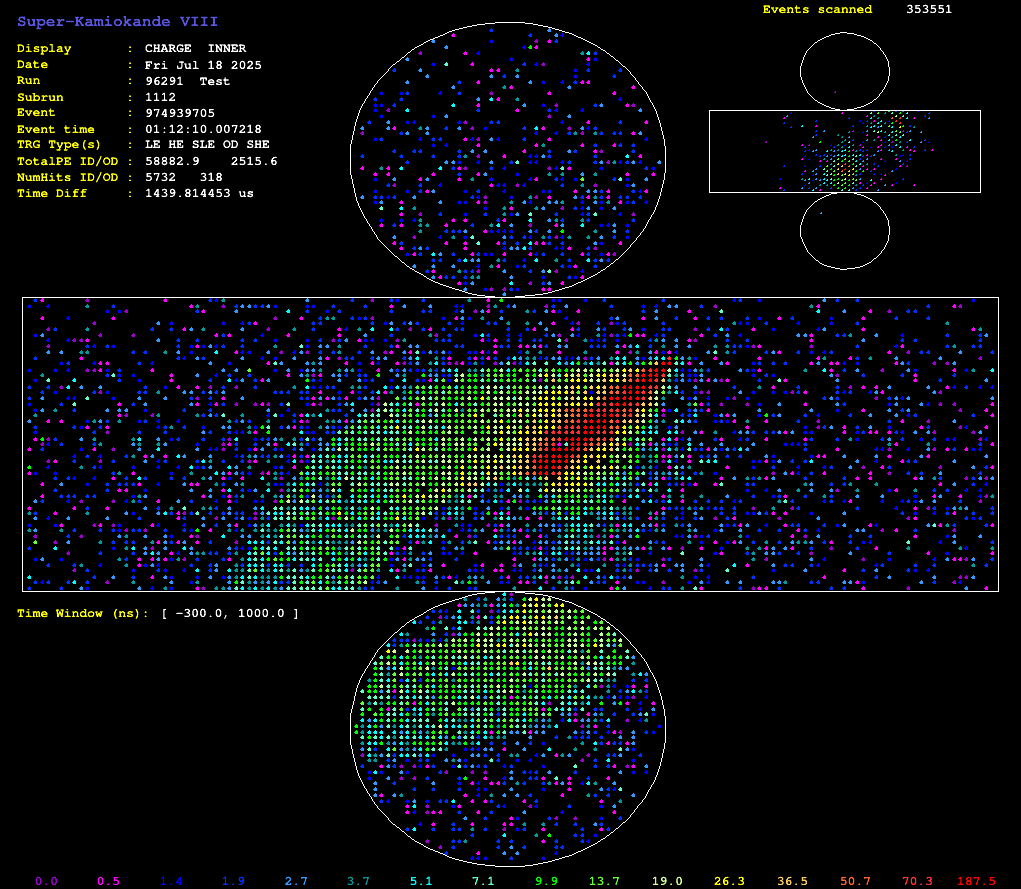 Super-Kamiokande VIII
Events scanned 353551
Display : CHARGE INNER
Date : Fri Jul 18 2025
Run : 96291 Test
Subrun : 1112
Event : 974939705
Event time : 01:12:10.007218
TRG Type(s) : LE HE SLE OD SHE
TotalPE ID/OD : 58882.9 2515.6
NumHits ID/OD : 5732 318
Time Diff : 1439.814453 us
Time Window (ns): [ -300.0, 1000.0 ]
0.0 0.5 1.4 1.9 2.7 3.7 5.1 7.1 9.9 13.7 19.0 26.3 36.5 50.7 70.3 187.5